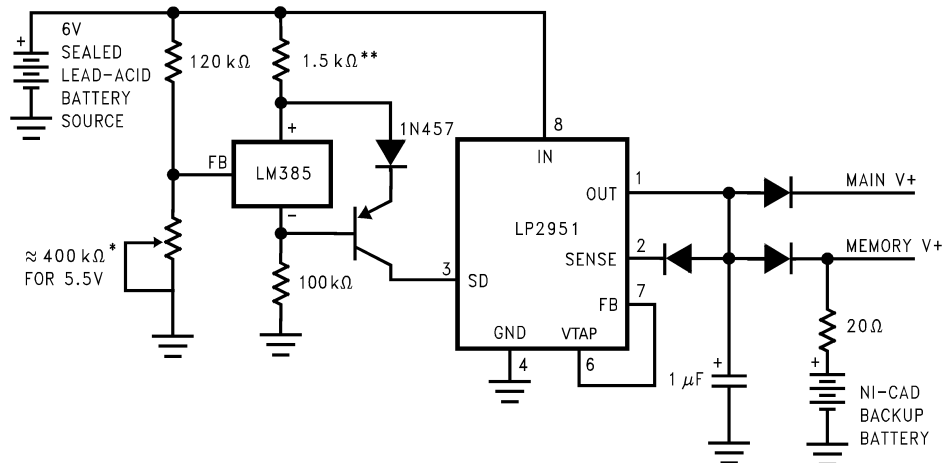 6V
SEALED
LEAD-ACID
BATTERY
SOURCE
+
120 kΩ
1.5 kΩ**
1N457
+
FB
LM385
−
≈ 400 kΩ*
FOR 5.5V
100kΩ
8
IN
OUT
1
MAIN V+
LP2951
SENSE
2
MEMORY V+
3
SD
FB
7
GND
VTAP
4
6
20Ω
+
1 μF
+
NI-CAD
BACKUP
BATTERY